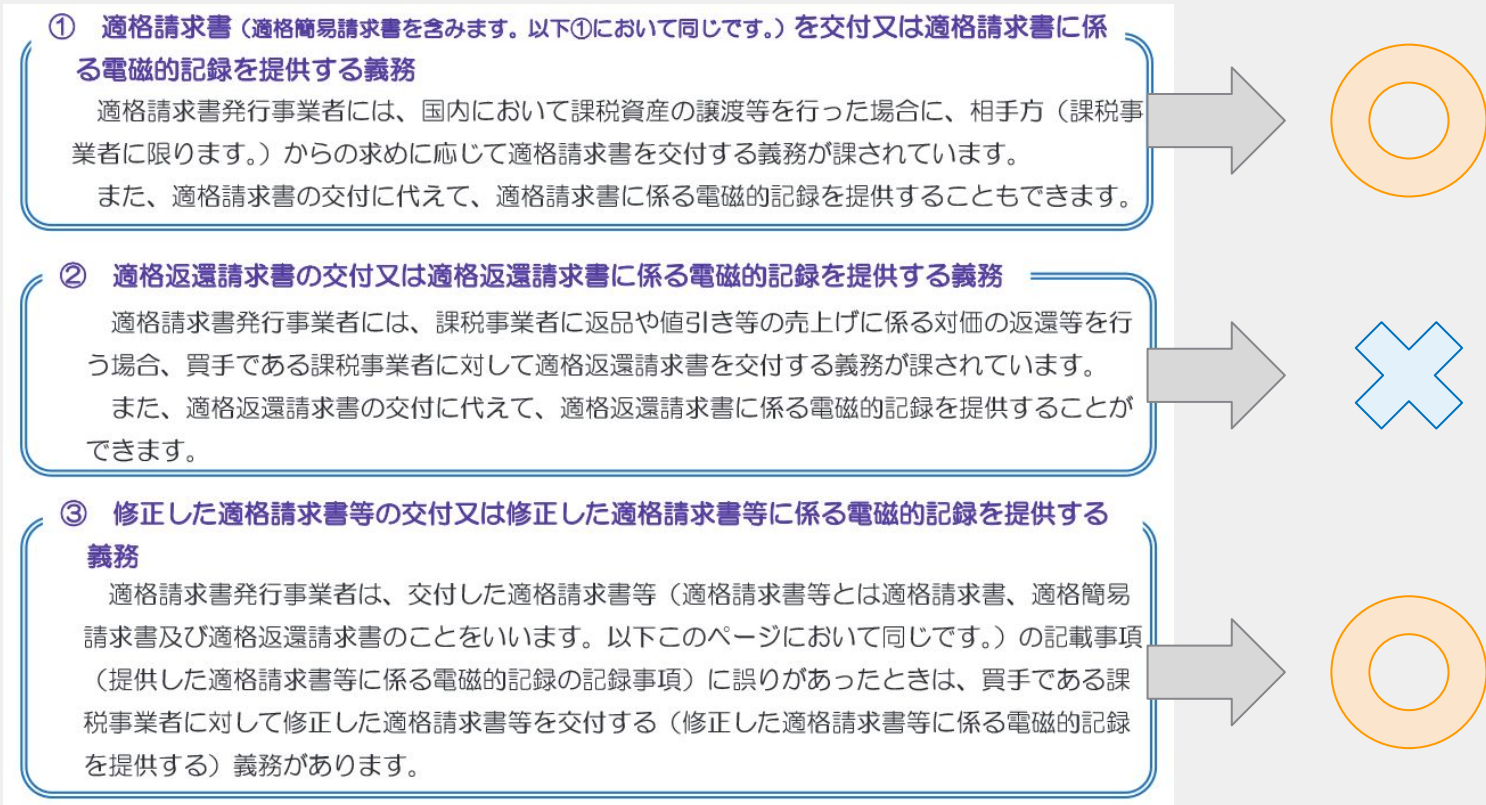 ① 適格請求書（適格簡易請求書を含みます。以下①において同じです。）を交付又は適格請求書に係
る電磁的記録を提供する義務
適格請求書発行事業者には、国内において課税資産の譲渡等を行った場合に、相手方（課税事
業者に限ります。）からの求めに応じて適格請求書を交付する義務が課されています。
また、適格請求書の交付に代えて、適格請求書に係る電磁的記録を提供することもできます。
② 適格返還請求書の交付又は適格返還請求書に係る電磁的記録を提供する義務
適格請求書発行事業者には、課税事業者に返品や値引き等の売上げに係る対価の返還等を行
う場合、買手である課税事業者に対して適格返還請求書を交付する義務が課されています。
また、適格返還請求書の交付に代えて、適格返還請求書に係る電磁的記録を提供することが
できます。
③ 修正した適格請求書等の交付又は修正した適格請求書等に係る電磁的記録を提供する
義務
適格請求書発行事業者は、交付した適格請求書等（適格請求書等とは適格請求書、適格簡易
請求書及び適格返還請求書のことをいいます。以下このページにおいて同じです。）の記載事項
（提供した適格請求書等に係る電磁的記録の記録事項）に誤りがあったときは、買手である課
税事業者に対して修正した適格請求書等を交付する（修正した適格請求書等に係る電磁的記録
を提供する）義務があります。